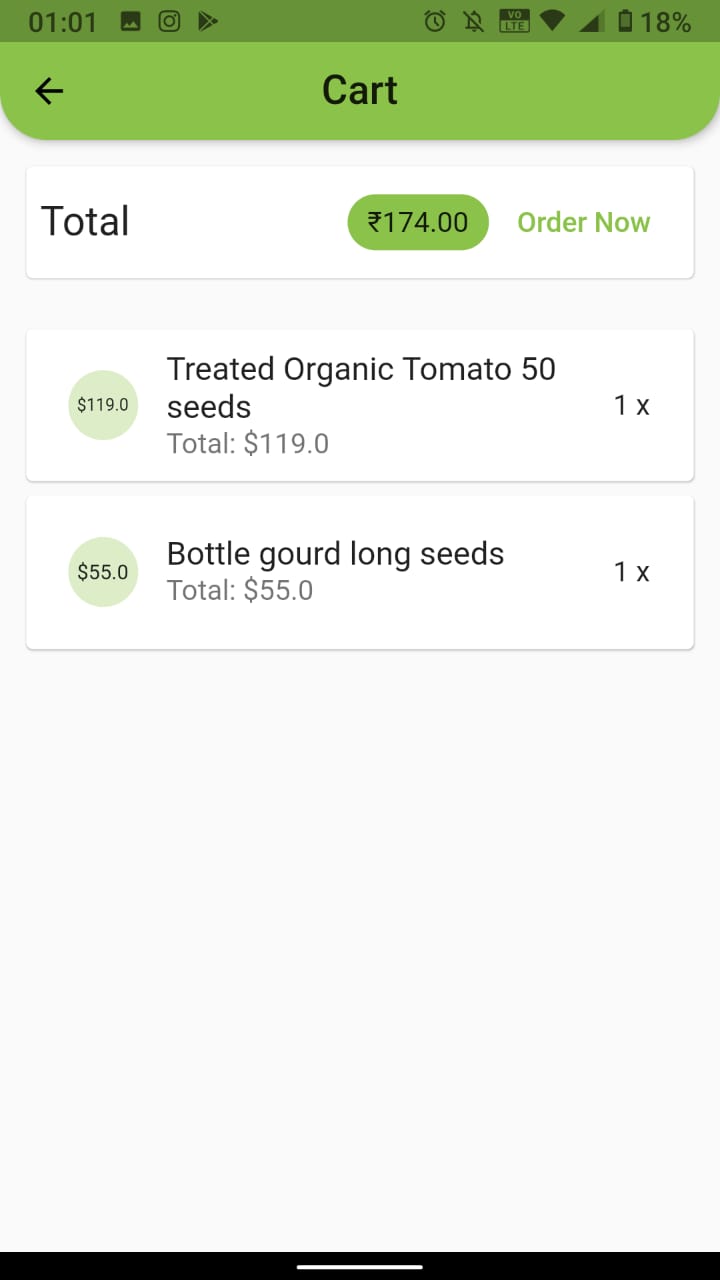 01:01 VO LTE 18%
Cart
Total ₹174.00 Order Now
Treated Organic Tomato 50
$119.0 seeds 1 x
Total: $119.0
Bottle gourd long seeds
$55.0 1 x
Total: $55.0